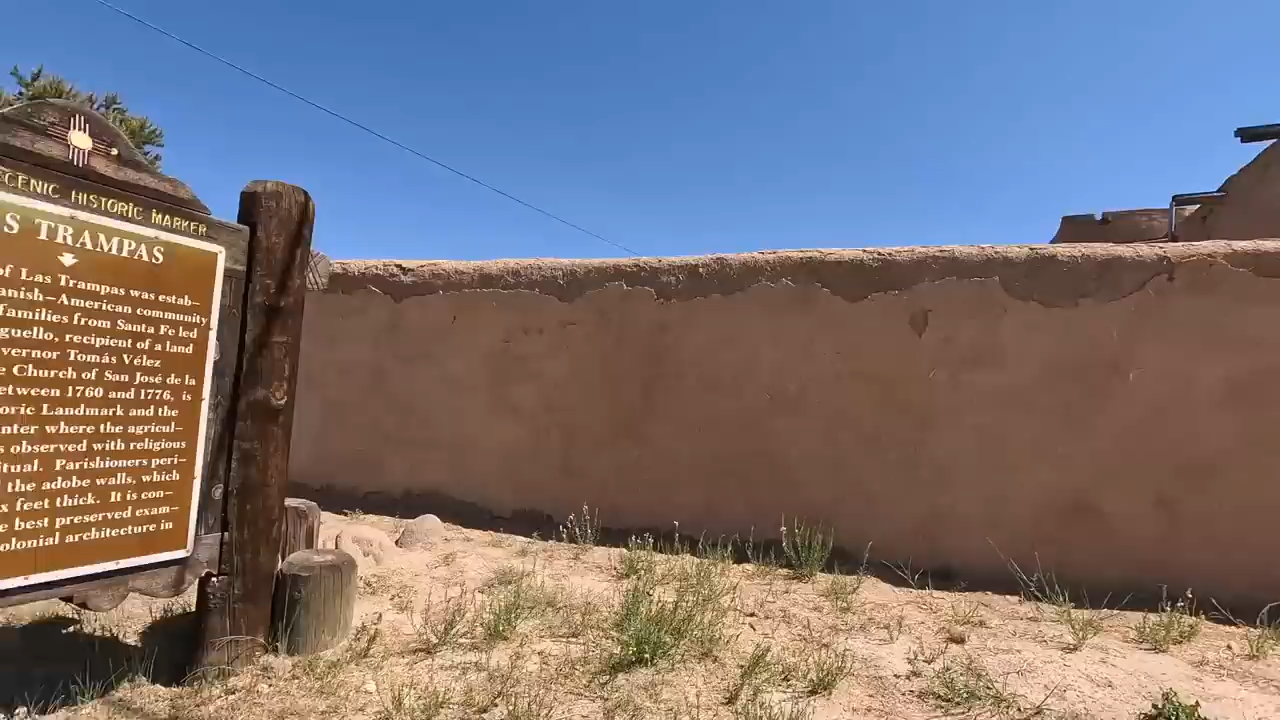 CENIC HISTORIC MARKER
S TRAMPAS
of Las Trampas was estab-
anish-American community
families from Santa Fe led
guello, recipient of a land
vernor Tomás Vélez
e Church of San José de la
etween 1760 and 1776, is
oric Landmark and the
nter where the agricul-
s observed with religious
itual. Parishioners peri-
the adobe walls, which
x feet thick. It is con-
e best preserved exam-
olonial architecture in